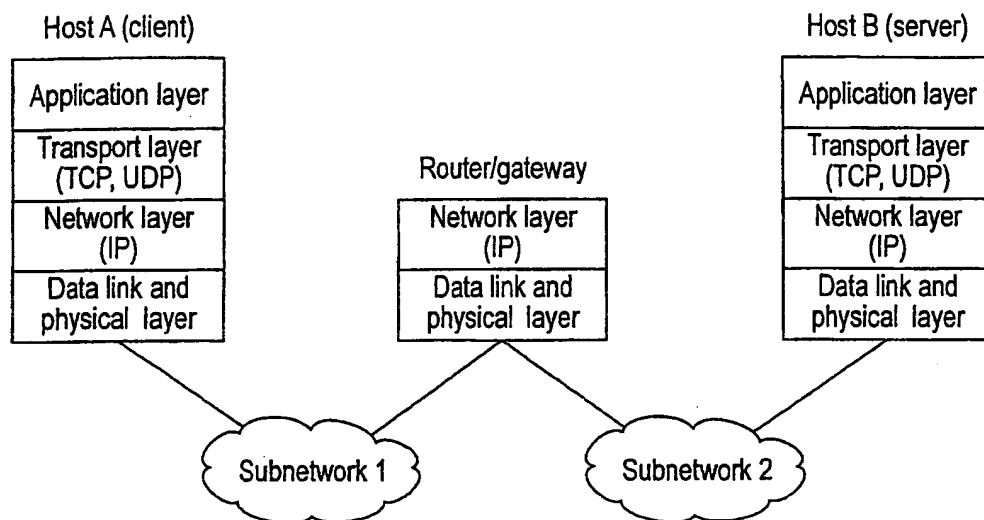 Host A (client)
Application layer
Transport layer
(TCP, UDP)
Network layer
(IP)
Data link and
physical layer
Router/gateway
Network layer
(IP)
Data link and
physical layer
Host B (server)
Application layer
Transport layer
(TCP, UDP)
Network layer
(IP)
Data link and
physical layer
Subnetwork 1
Subnetwork 2